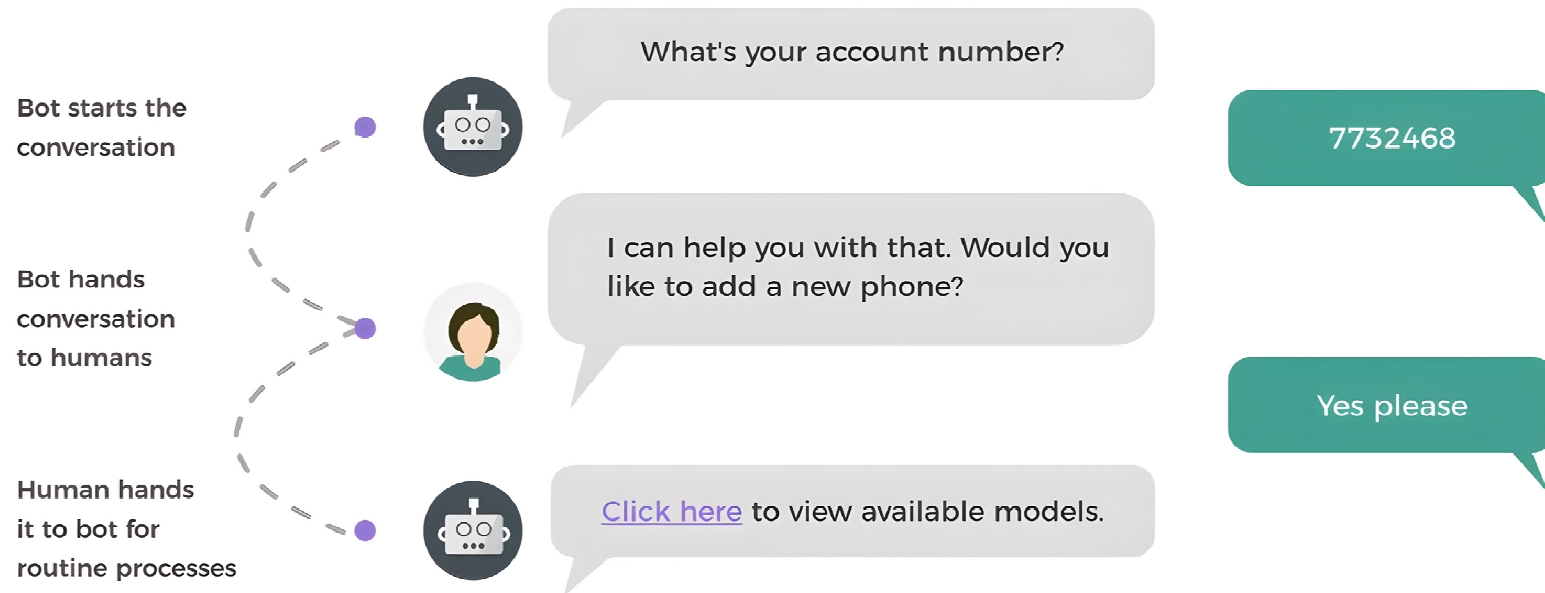 Bot starts the
conversation
What's your account number?
7732468
Bot hands
conversation
to humans
I can help you with that. Would you
like to add a new phone?
Yes please
Human hands
it to bot for
routine processes
Click here to view available models.